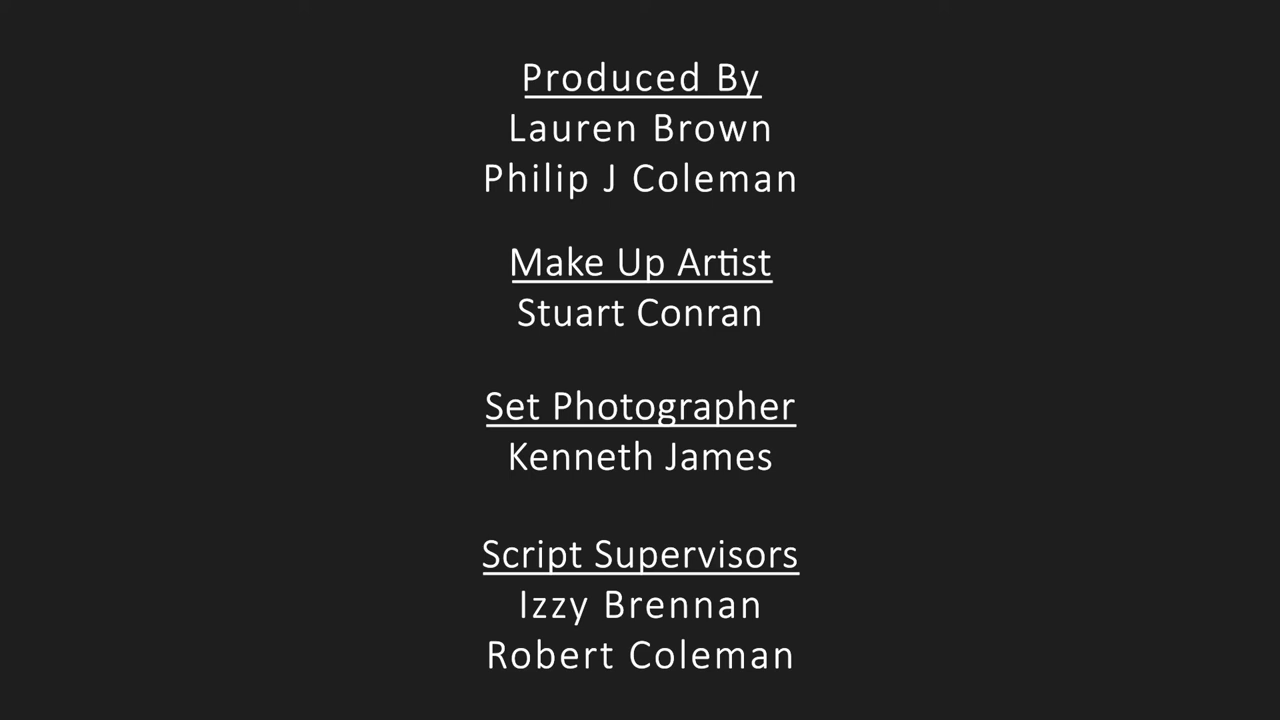 Produced By
Lauren Brown
Philip J Coleman
Make Up Artist
Stuart Conran
Set Photographer
Kenneth James
Script Supervisors
Izzy Brennan
Robert Coleman